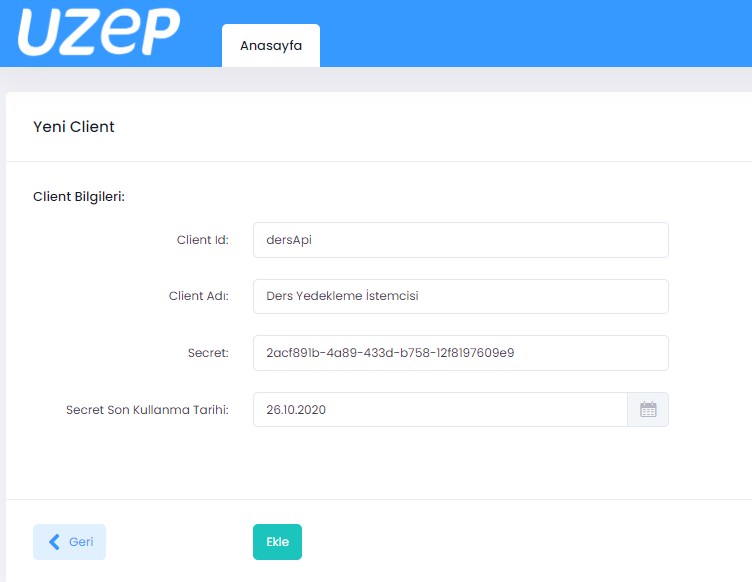 UZEP
Anasayfa
Yeni Client
Client Bilgileri:
Client Id: dersApi
Client Adı: Ders Yedekleme İstemcisi
Secret: 2acf891b-4a89-433d-b758-12f8197609e9
Secret Son Kullanma Tarihi: 26.10.2020
Geri Ekle